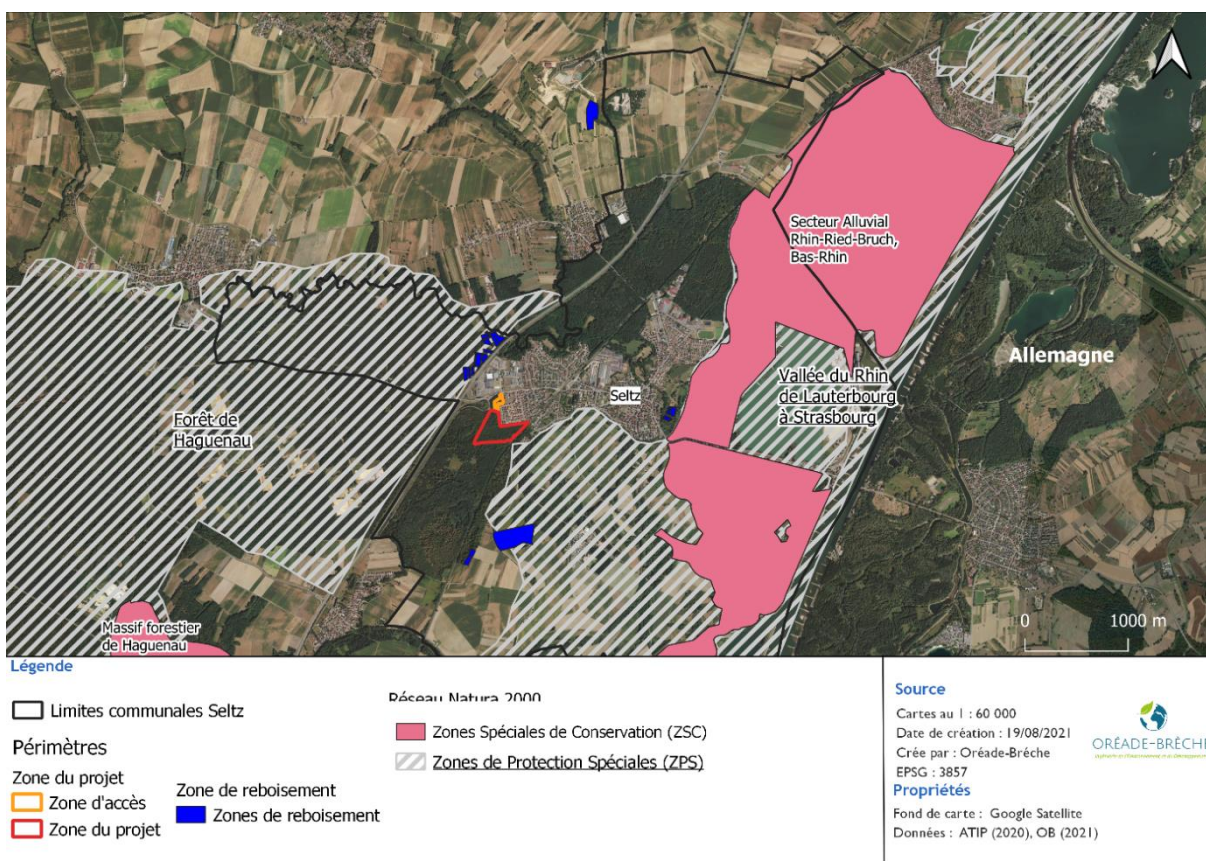 Secteur Alluvial
Rhin-Ried-Bruch,
Bas-Rhin
Allemagne
Vallée du Rhin
de Lauterbourg
à Strasbourg
Seltz
Forêt de
Haguenau
Massif forestier
de Haguenau
0 1000 m
Légende
Limites communales Seltz
Périmètres
Zone du projet
Zone d'accès
Zone du projet
Zone de reboisement
Zones de reboisement
Réseau Natura 2000
Zones Spéciales de Conservation (ZSC)
Zones de Protection Spéciales (ZPS)
Source
Cartes au 1 : 60 000
Date de création : 19/08/2021
Crée par : Oréade-Brèche
EPSG : 3857
Propriétés
Fond de carte : Google Satellite
Données : ATIP (2020), OB (2021)
ORÉADE-BRÈCHE